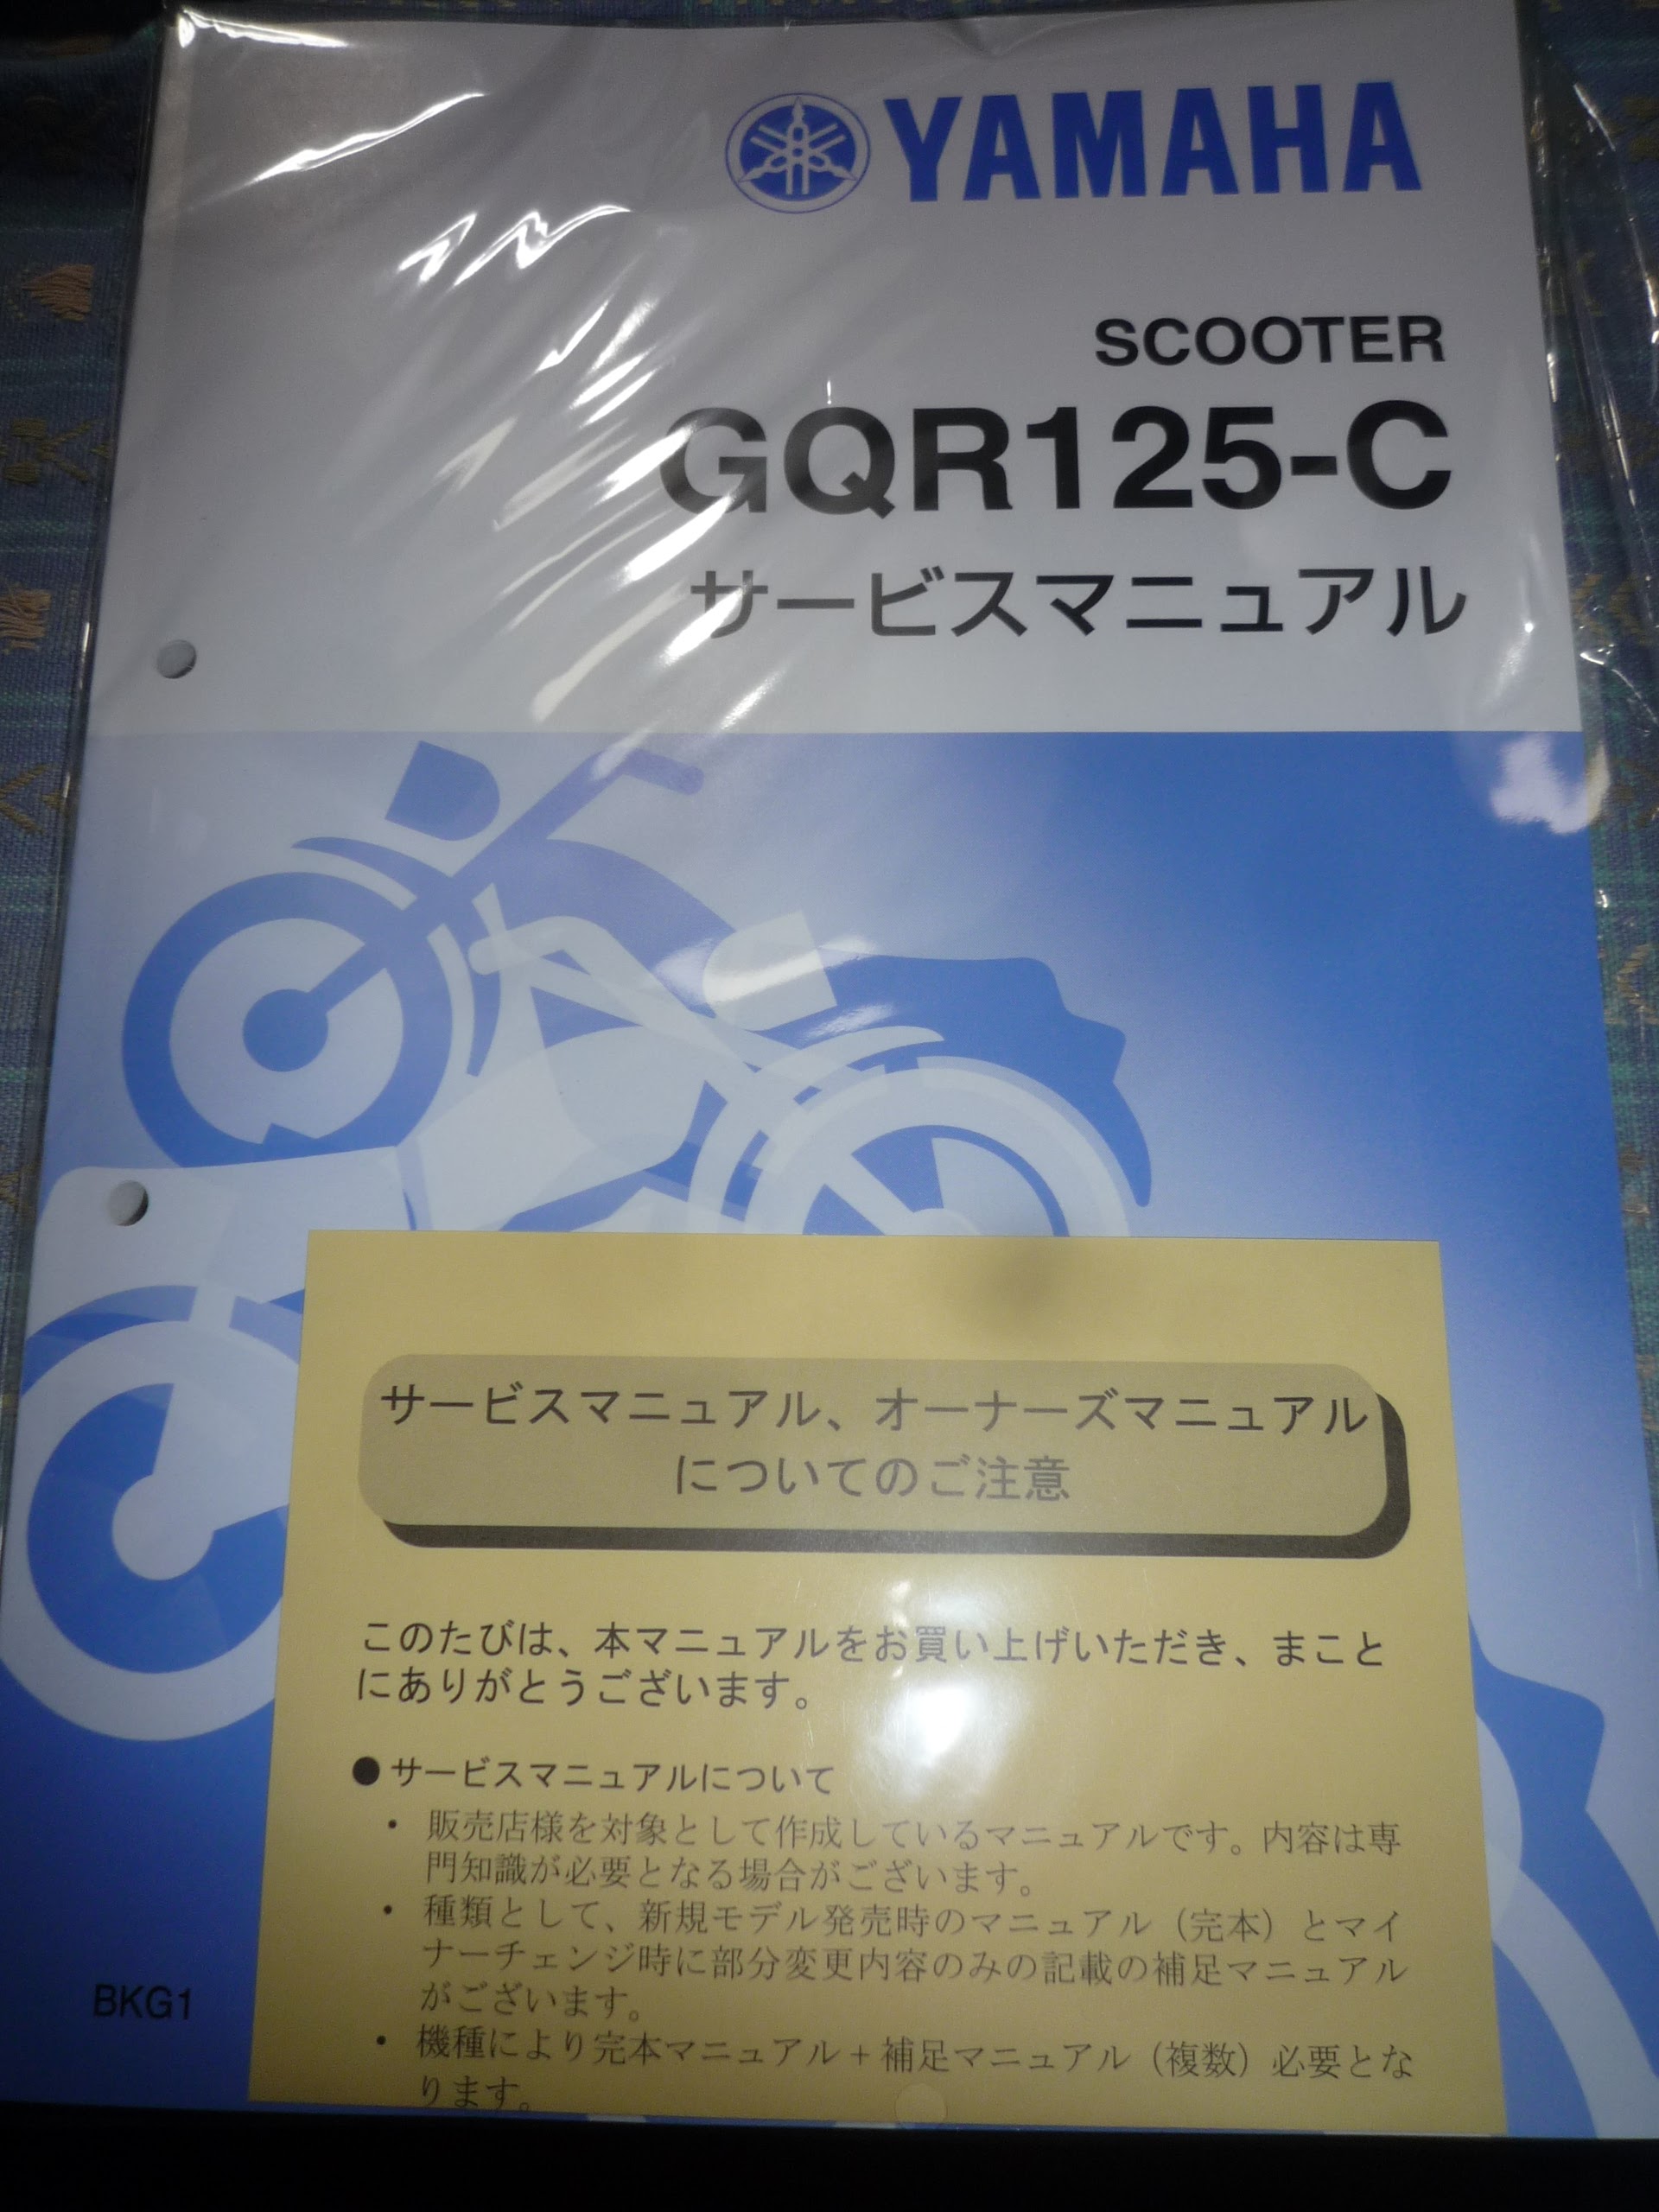 YAMAHA
SCOOTER
GQR125-C
サービスマニュアル
サービスマニュアル、オーナーズマニュアル
についてのご注意
このたびは、本マニュアルをお買い上げいただき、まこと
にありがとうございます。
●サービスマニュアルについて
・販売店様を対象として作成しているマニュアルです。内容は専
門知識が必要となる場合がございます。
・種類として、新規モデル発売時のマニュアル（完本）とマイ
ナーチェンジ時に部分変更内容のみの記載の補足マニュアル
がございます。
・機種により完本マニュアル+補足マニュアル（複数）必要とな
ります。
BKG1